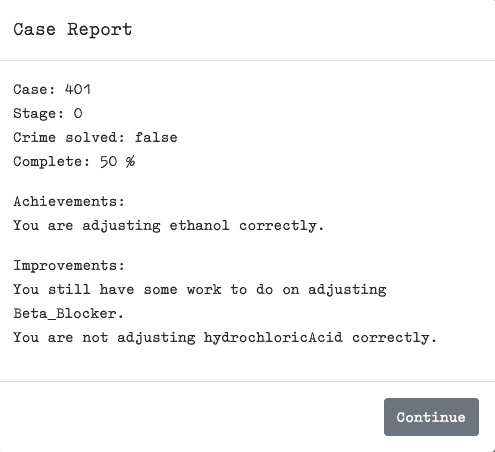 Case Report
Case: 401
Stage: 0
Crime solved: false
Complete: 50 %
Achievements:
You are adjusting ethanol correctly.
Improvements:
You still have some work to do on adjusting
Beta_Blocker.
You are not adjusting hydrochloricAcid correctly.
Continue